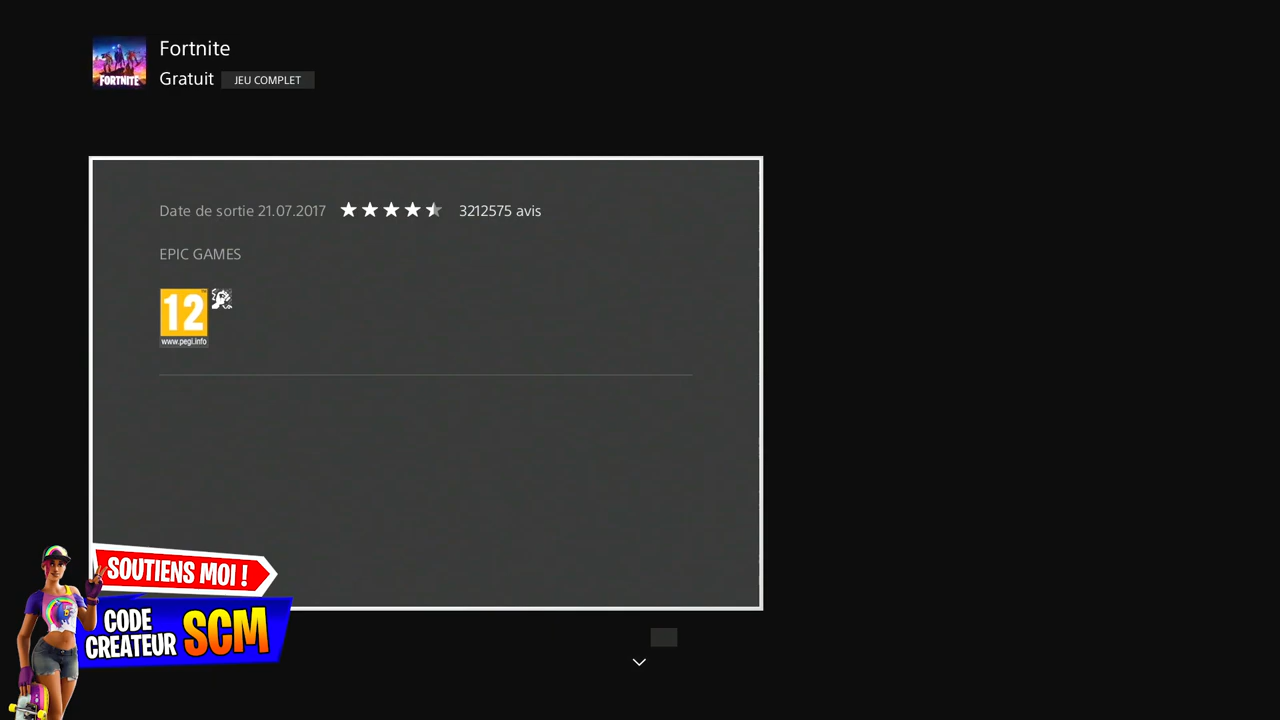 Fortnite
Gratuit JEU COMPLET
FORTNITE
Date de sortie 21.07.2017 3212575 avis
EPIC GAMES
12
www.pegi.info
SOUTIENS MOI !
CODE
CREATEUR SCM